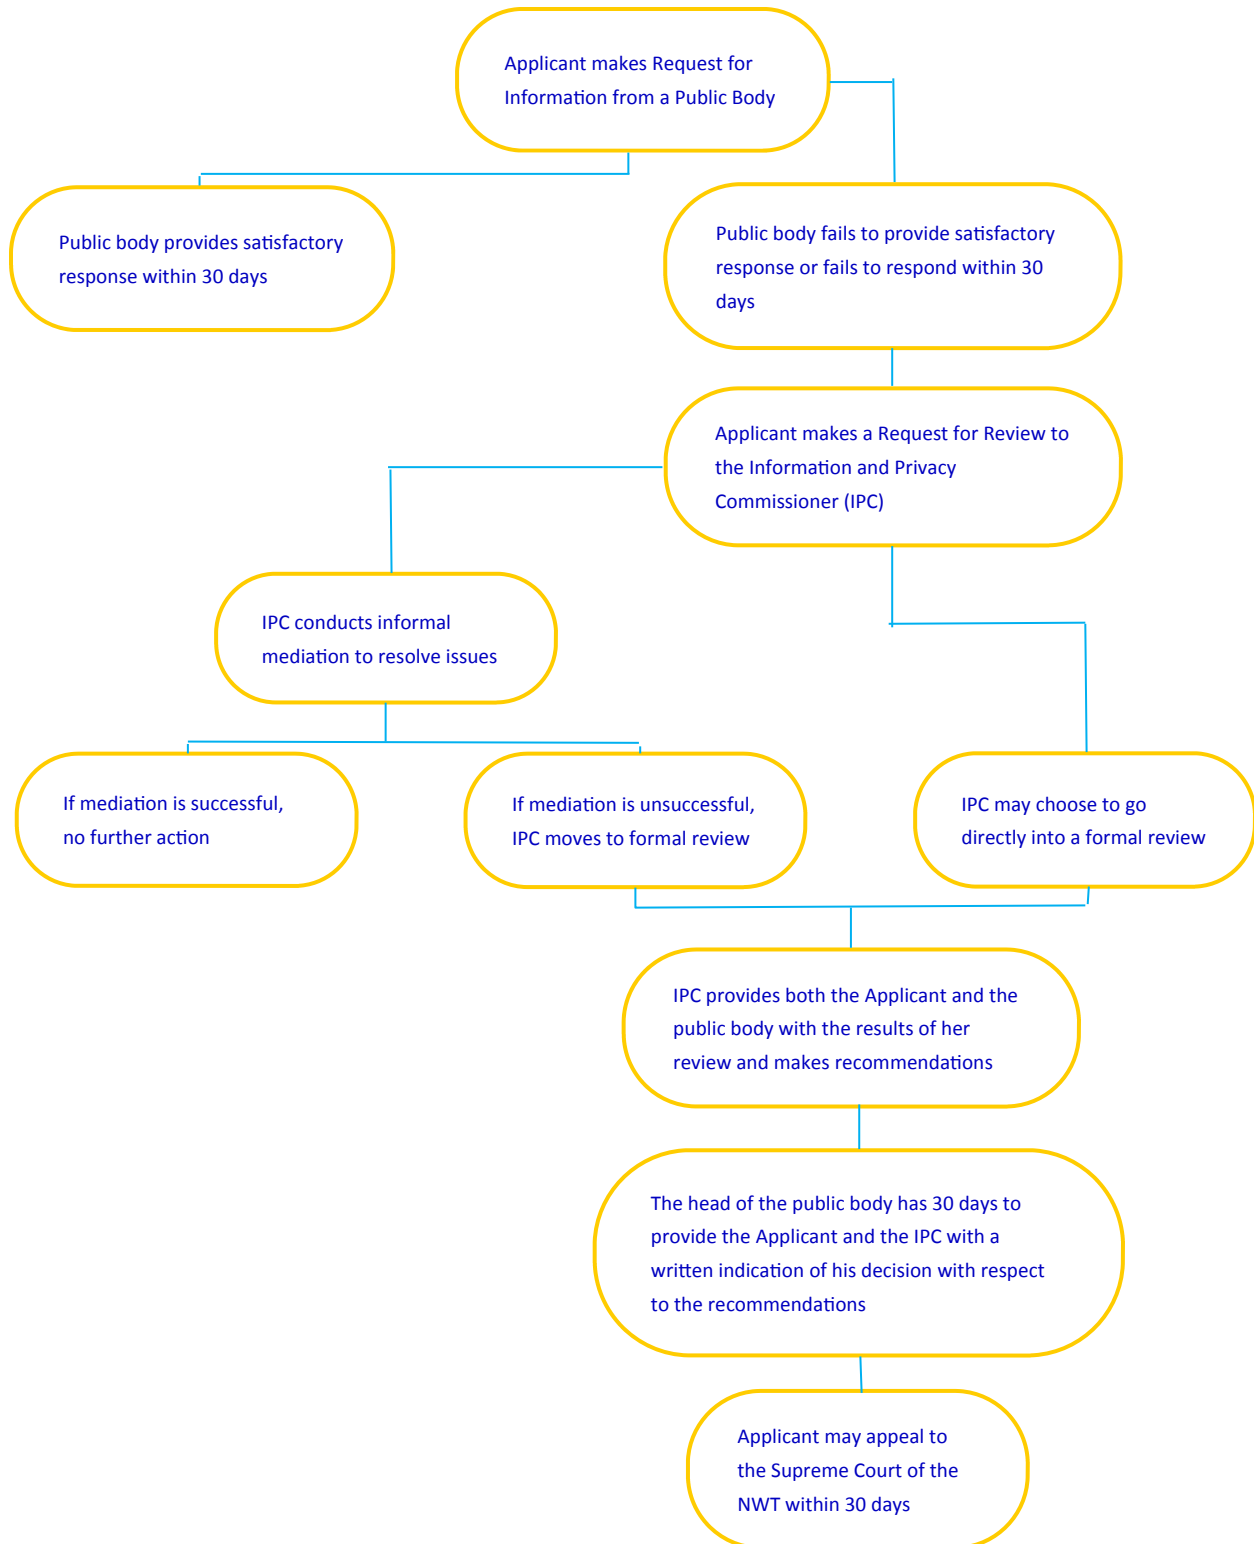 Applicant makes Request for
Information from a Public Body
Public body provides satisfactory
response within 30 days
Public body fails to provide satisfactory
response or fails to respond within 30
days
Applicant makes a Request for Review to
the Information and Privacy
Commissioner (IPC)
IPC conducts informal
mediation to resolve issues
If mediation is successful,
no further action
If mediation is unsuccessful,
IPC moves to formal review
IPC may choose to go
directly into a formal review
IPC provides both the Applicant and the
public body with the results of her
review and makes recommendations
The head of the public body has 30 days to
provide the Applicant and the IPC with a
written indication of his decision with respect
to the recommendations
Applicant may appeal to
the Supreme Court of the
NWT within 30 days